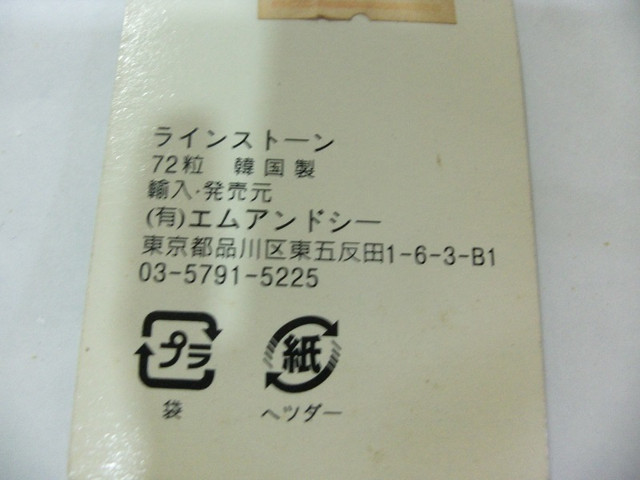 ラインストーン
72粒 韓国製
輸入・発売元
(有)エムアンドシー
東京都品川区東五反田1-6-3-B1
03-5791-5225
プラ 紙
袋 ヘツダー